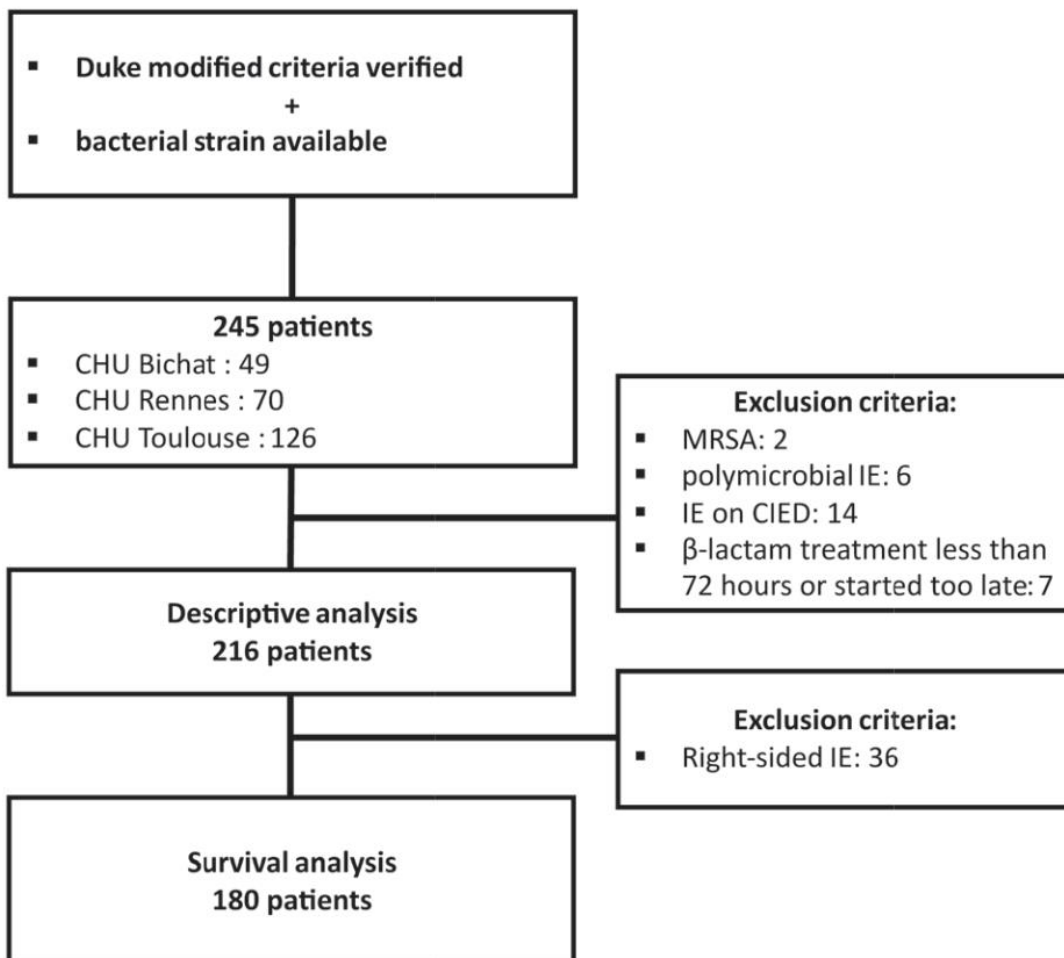 ▪ Duke modified criteria verified
+
▪ bacterial strain available
245 patients
▪ CHU Bichat : 49
▪ CHU Rennes : 70
▪ CHU Toulouse : 126
Exclusion criteria:
▪ MRSA: 2
▪ polymicrobial IE: 6
▪ IE on CIED: 14
▪ β-lactam treatment less than
72 hours or started too late: 7
Descriptive analysis
216 patients
Exclusion criteria:
▪ Right-sided IE: 36
Survival analysis
180 patients